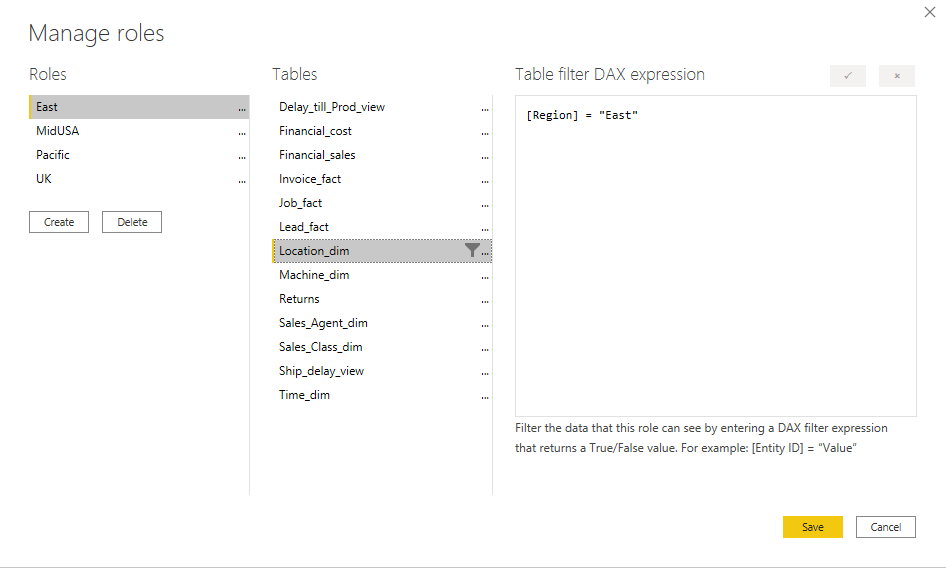 Manage roles
Roles
East ...
MidUSA ...
Pacific ...
UK ...
Create Delete
Tables
Delay_till_Prod_view ...
Financial_cost ...
Financial_sales ...
Invoice_fact ...
Job_fact ...
Lead_fact ...
Location_dim ...
Machine_dim ...
Returns ...
Sales_Agent_dim ...
Sales_Class_dim ...
Ship_delay_view ...
Time_dim ...
Table filter DAX expression
[Region] = "East"
Filter the data that this role can see by entering a DAX filter expression
that returns a True/False value. For example: [Entity ID] = “Value”
Save Cancel